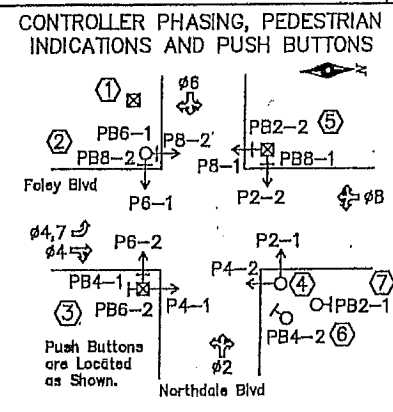 CONTROLLER PHASING, PEDESTRIAN
INDICATIONS AND PUSH BUTTONS
N
1
ø6
2
PB6-1
P8-2
PB2-2
5
PB8-2
P8-1
PB8-1
Foley Blvd
P6-1
P2-2
ø8
ø4,7
ø4
P6-2
P2-1
PB4-1
P4-2
4
7
3
PB6-2
P4-1
PB2-1
PB4-2
6
Push Buttons
are Located
as Shown.
ø2
Northdale Blvd